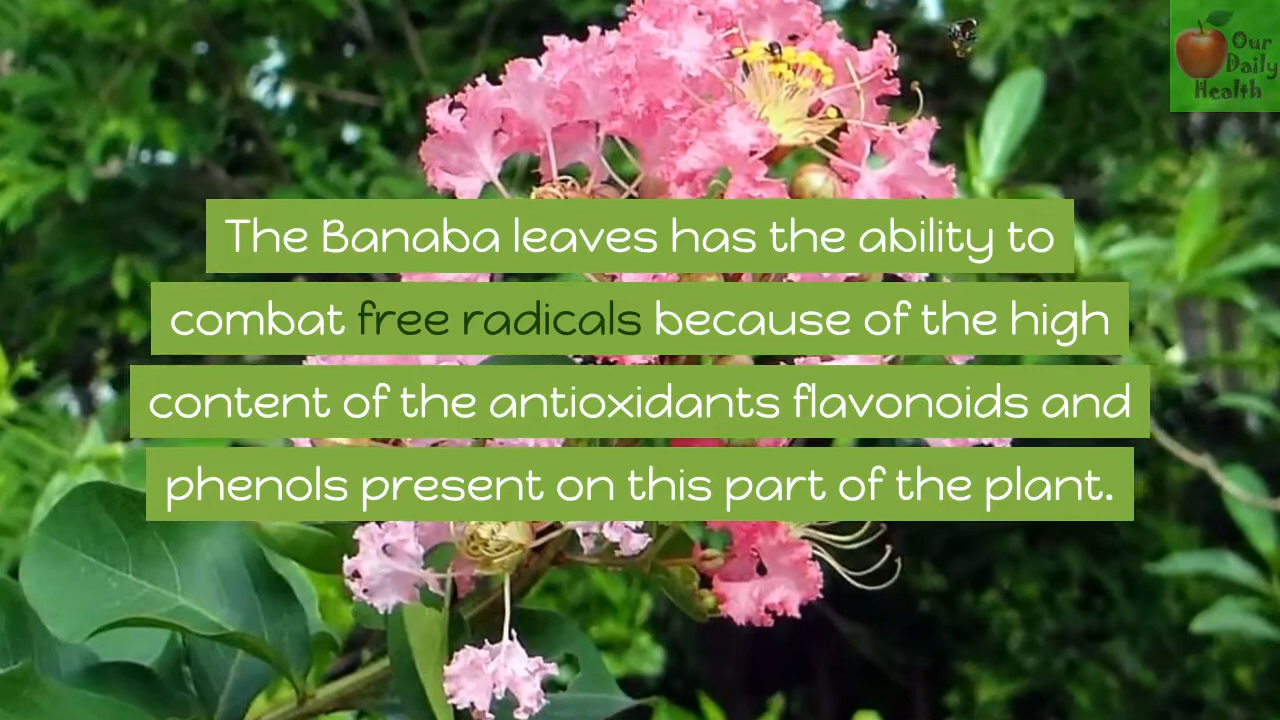 Our
Daily
Health
The Banaba leaves has the ability to
combat free radicals because of the high
content of the antioxidants flavonoids and
phenols present on this part of the plant.